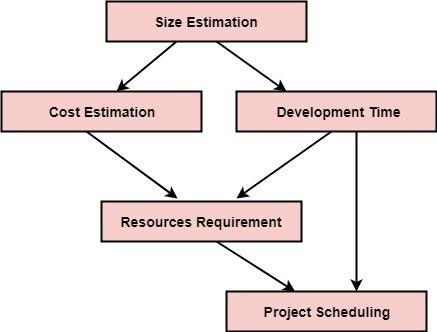 Size Estimation
Cost Estimation
Development Time
Resources Requirement
Project Scheduling